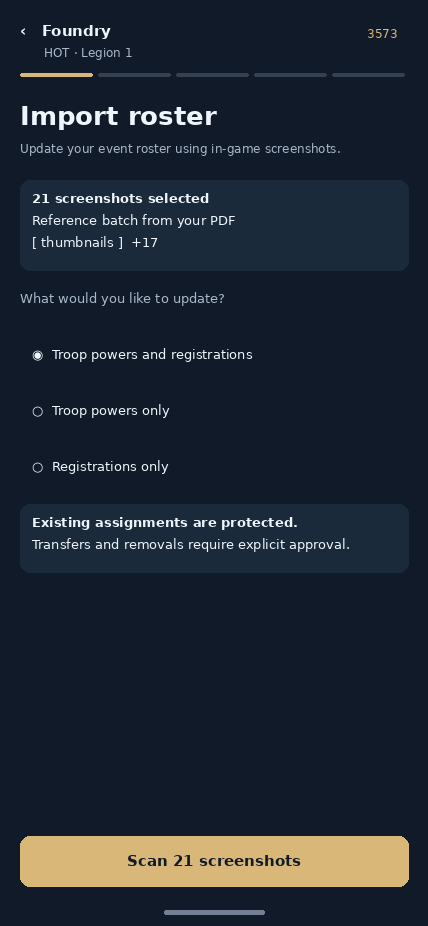 ‹ Foundry
3573
HOT · Legion 1
Import roster
Update your event roster using in-game screenshots.
21 screenshots selected
Reference batch from your PDF
[ thumbnails ] +17
What would you like to update?
◉ Troop powers and registrations
○ Troop powers only
○ Registrations only
Existing assignments are protected.
Transfers and removals require explicit approval.
Scan 21 screenshots